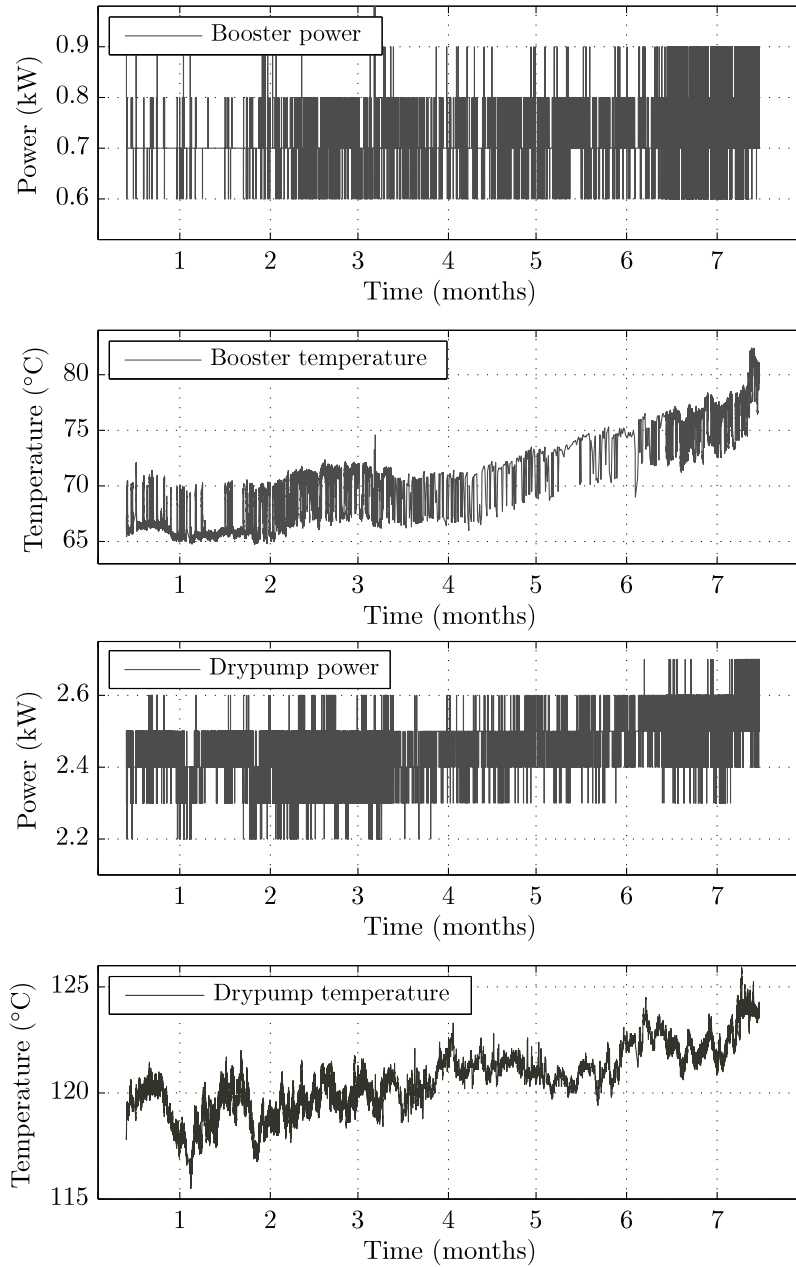 Booster power
0.9
0.8
0.7
0.6
Power (kW)
1 2 3 4 5 6 7
Time (months)
Booster temperature
80
75
70
65
Temperature (°C)
1 2 3 4 5 6 7
Time (months)
Drypump power
2.6
2.4
2.2
Power (kW)
1 2 3 4 5 6 7
Time (months)
Drypump temperature
125
120
115
Temperature (°C)
1 2 3 4 5 6 7
Time (months)